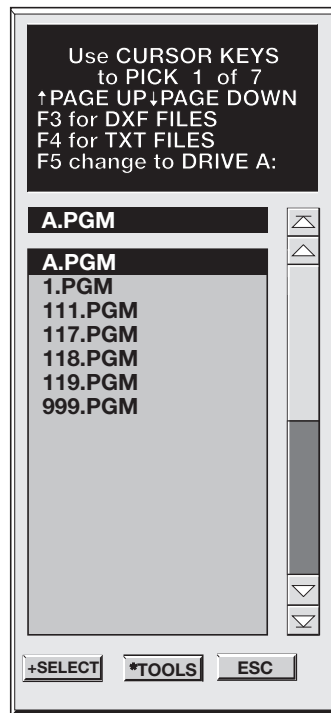 Use CURSOR KEYS
to PICK 1 of 7
↑PAGE UP↓PAGE DOWN
F3 for DXF FILES
F4 for TXT FILES
F5 change to DRIVE A:
A.PGM
A.PGM
1.PGM
111.PGM
117.PGM
118.PGM
119.PGM
999.PGM
+SELECT *TOOLS ESC